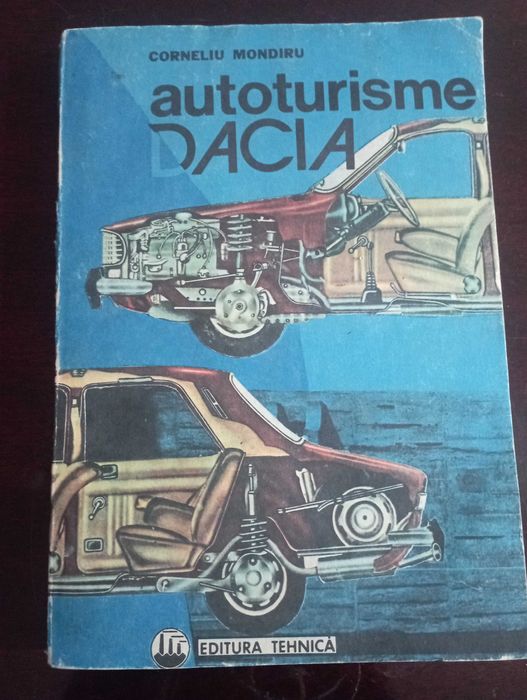 CORNELIU MONDIRU
autoturisme
DACIA
EDITURA TEHNICĂ